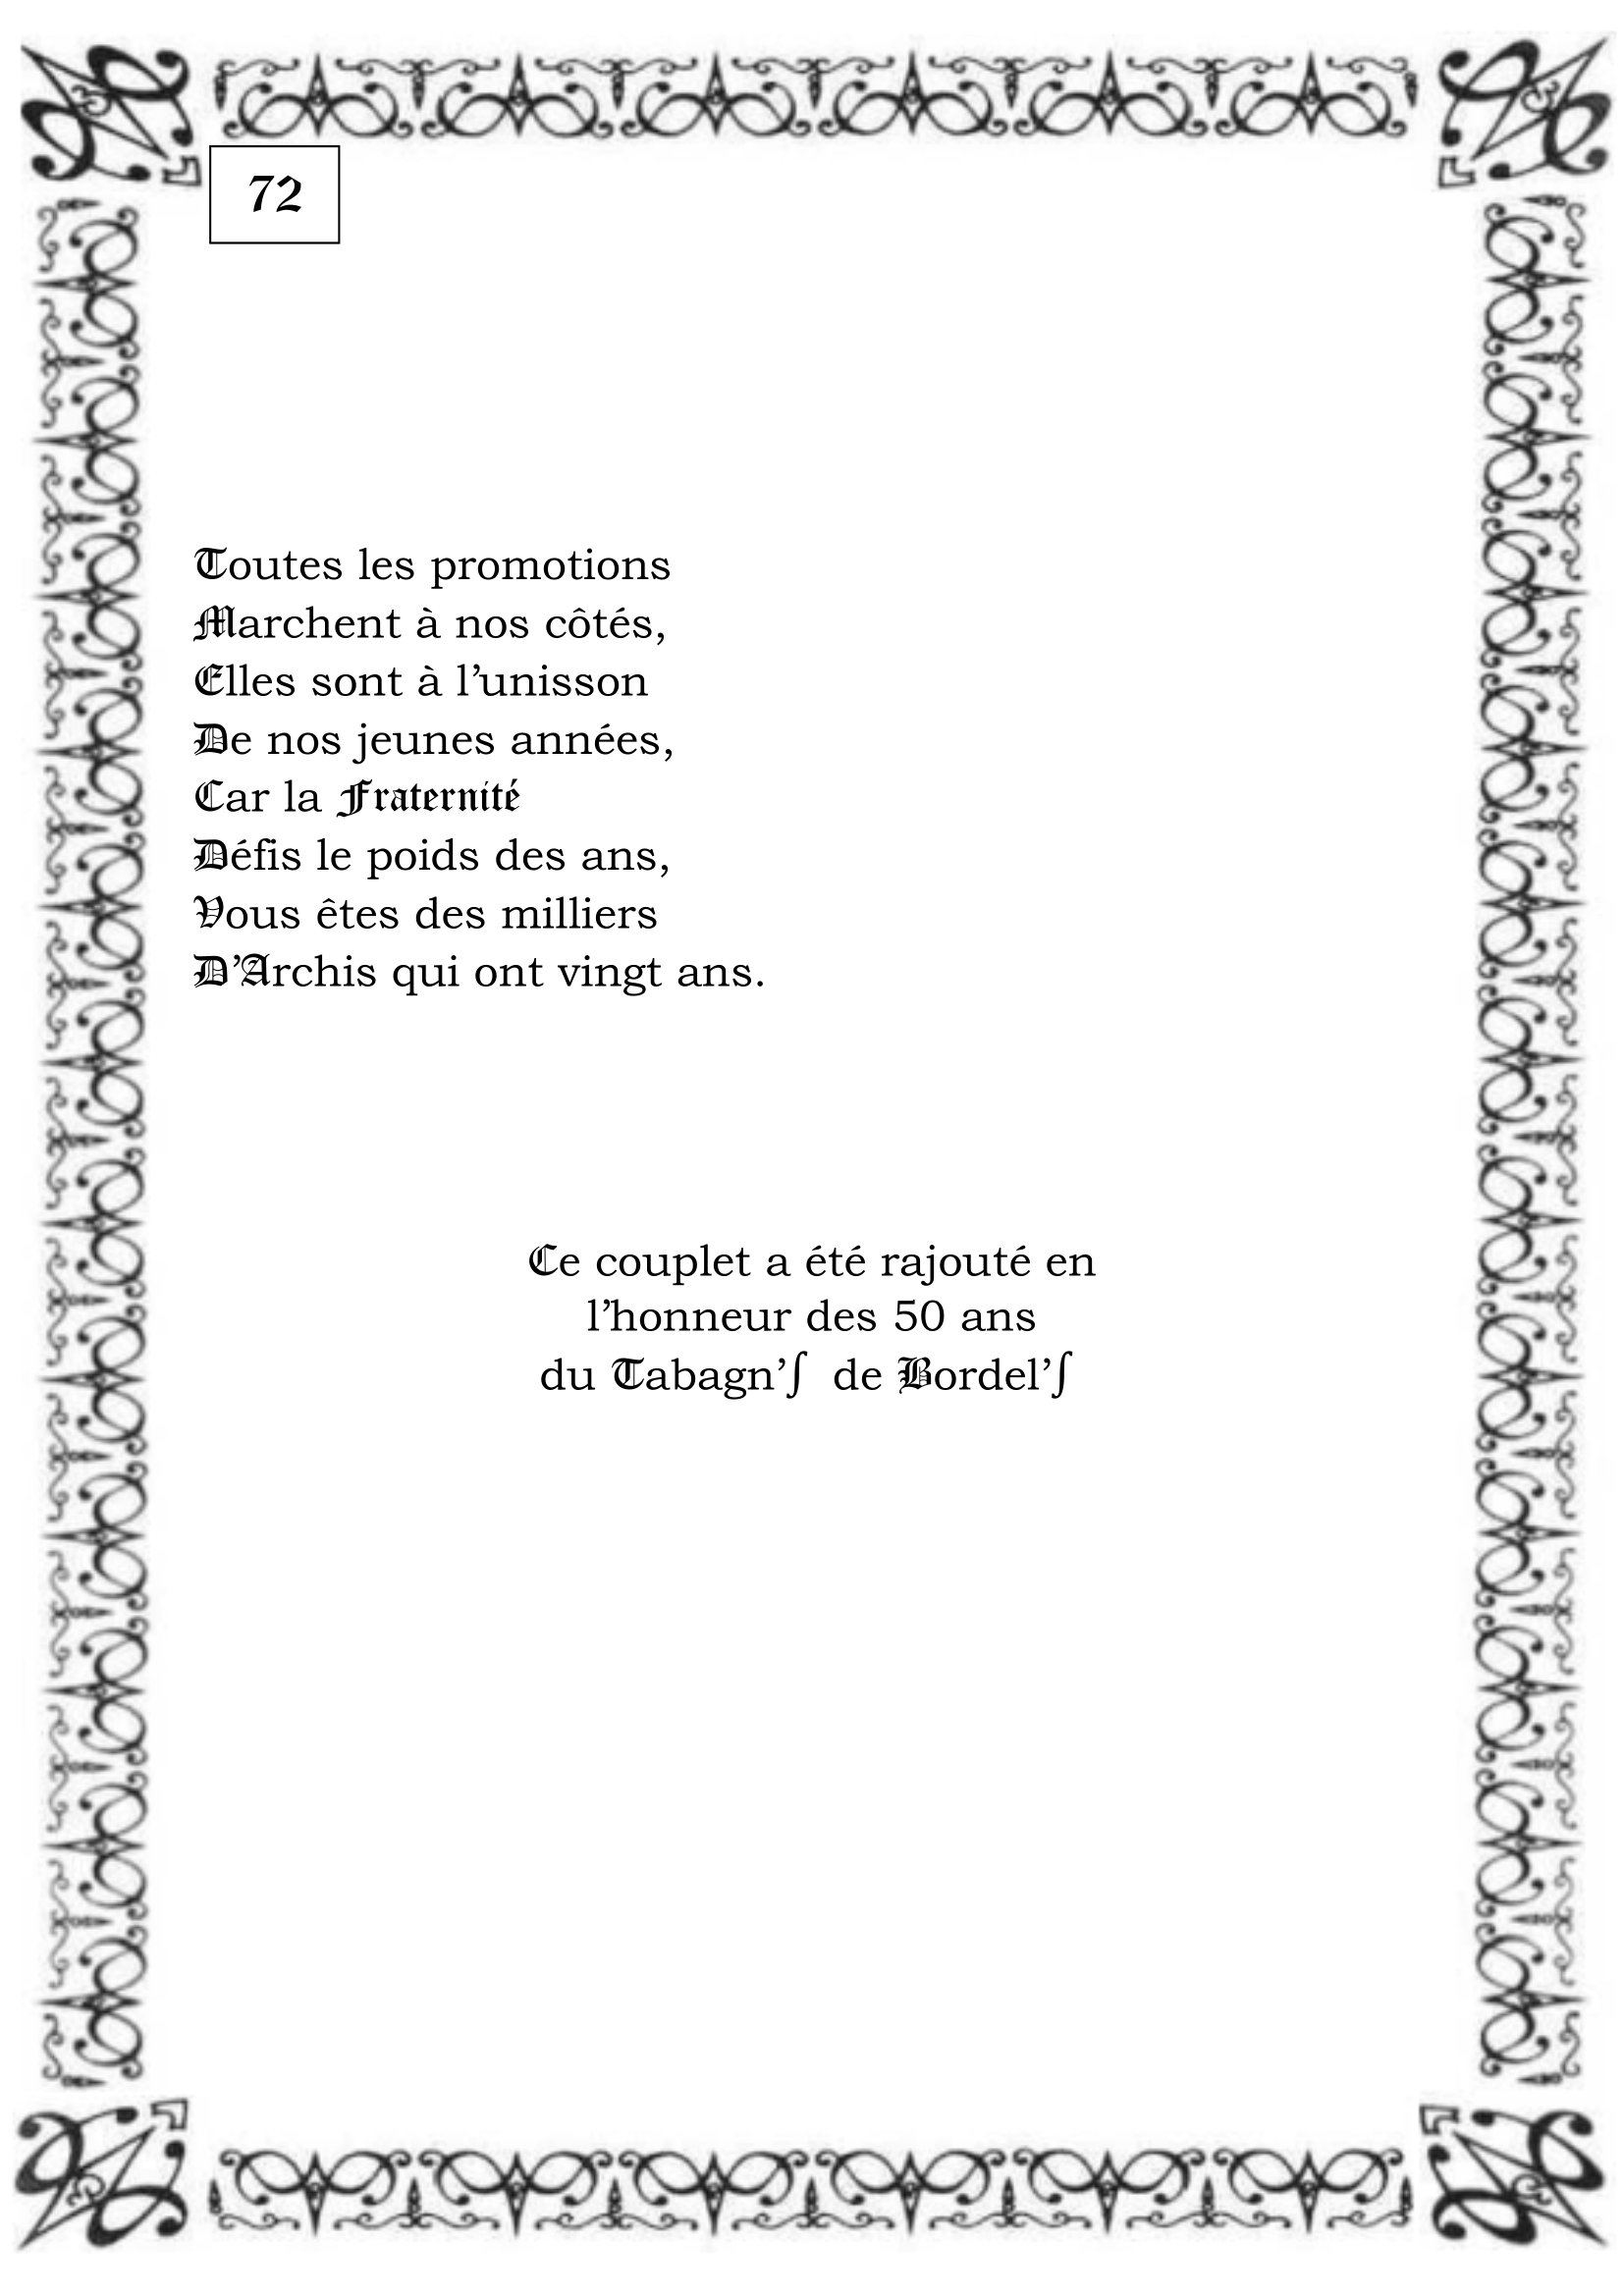 72
Toutes les promotions
Marchent à nos côtés,
Elles sont à l’unisson
De nos jeunes années,
Car la Fraternité
Défis le poids des ans,
Vous êtes des milliers
D’Archis qui ont vingt ans.
Ce couplet a été rajouté en
l’honneur des 50 ans
du Tabagn’ʃ de Bordel’ʃ